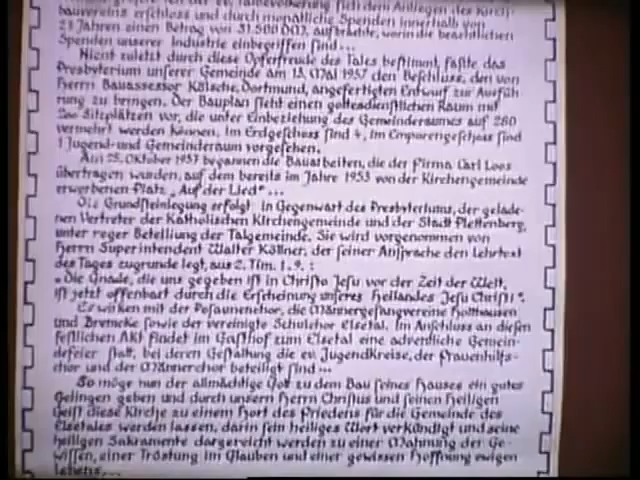 der ev. Talbevölkerung sich dem Anliegen des Kirch-
bauvereins erschloss und durch monatliche Spenden innerhalb von
2½ Jahren einen Betrag von 31.500 DM. aufbrachte, worin die beachtlichen
Spenden unserer Industrie einbegriffen sind...
Nicht zuletzt durch diese Opferfreude des Tales bestimmt, faßte das
Presbyterium unserer Gemeinde am 13. Mai 1957 den Beschluss, den von
Herrn Bauassessor Kölsche, Dortmund, angefertigten Entwurf zur Ausfüh
rung zu bringen. Der Bauplan sieht einen gottesdienstlichen Raum mit
200 Sitzplätzen vor, die unter Einbeziehung des Gemeinderaumes auf 260
vermehrt werden können. Im Erdgeschoss sind 4, im Emporengeschoss sind
1 Jugend- und Gemeinderaum vorgesehen.
Am 25. Oktober 1957 begannen die Bauarbeiten, die der Firma Carl Loos
übertragen wurden, auf dem bereits im Jahre 1953 von der Kirchengemeinde
erworbenen Platz „Auf der Lied"...
Die Grundsteinlegung erfolgt in Gegenwart des Presbyteriums, der gelade-
nen Vertreter der Katholischen Kirchengemeinde und der Stadt Plettenberg,
unter reger Beteiligung der Talgemeinde. Sie wird vorgenommen von
Herrn Superintendent Walter Köllner, der seiner Ansprache den Lehrtext
des Tages zugrunde legt, aus 2. Tim. 1. 9. :
„Die Gnade, die uns gegeben ist in Christo Jesu vor der Zeit der Welt,
ist jetzt offenbart durch die Erscheinung unseres Heilandes Jesu Christi".
Es wirken mit der Posaunenchor, die Männergesangvereine Holthausen
und Bremcke sowie der vereinigte Schulchor Elsetal. Im Anschluss an diesen
festlichen Akt findet im Gasthof zum Elsetal eine adventliche Gemein-
defeier statt, bei deren Gestaltung die ev. Jugendkreise, der Frauenhilfs-
chor und der Männerchor beteiligt sind...
So möge nun der allmächtige Gott zu dem Bau seines Hauses ein gutes
Gelingen geben und durch unsern Herrn Christus und seinen Heiligen
Geist diese Kirche zu einem Hort des Friedens für die Gemeinde des
Elsetales werden lassen, darin sein heiliges Wort verkündigt und seine
heiligen Sakramente dargereicht werden zu einer Mahnung der Ge-
wissen, einer Tröstung im Glauben und einer gewissen Hoffnung ewigen
Lebens...